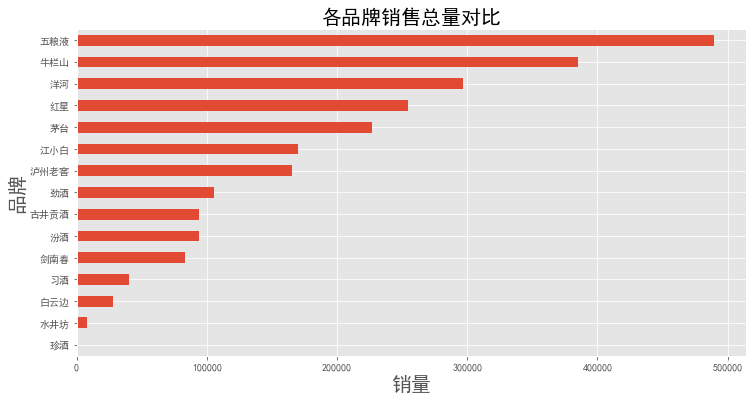 各品牌销售总量对比
品牌
五粮液
牛栏山
洋河
红星
茅台
江小白
泸州老窖
劲酒
古井贡酒
汾酒
剑南春
习酒
白云边
水井坊
珍酒
0 100000 200000 300000 400000 500000
销量